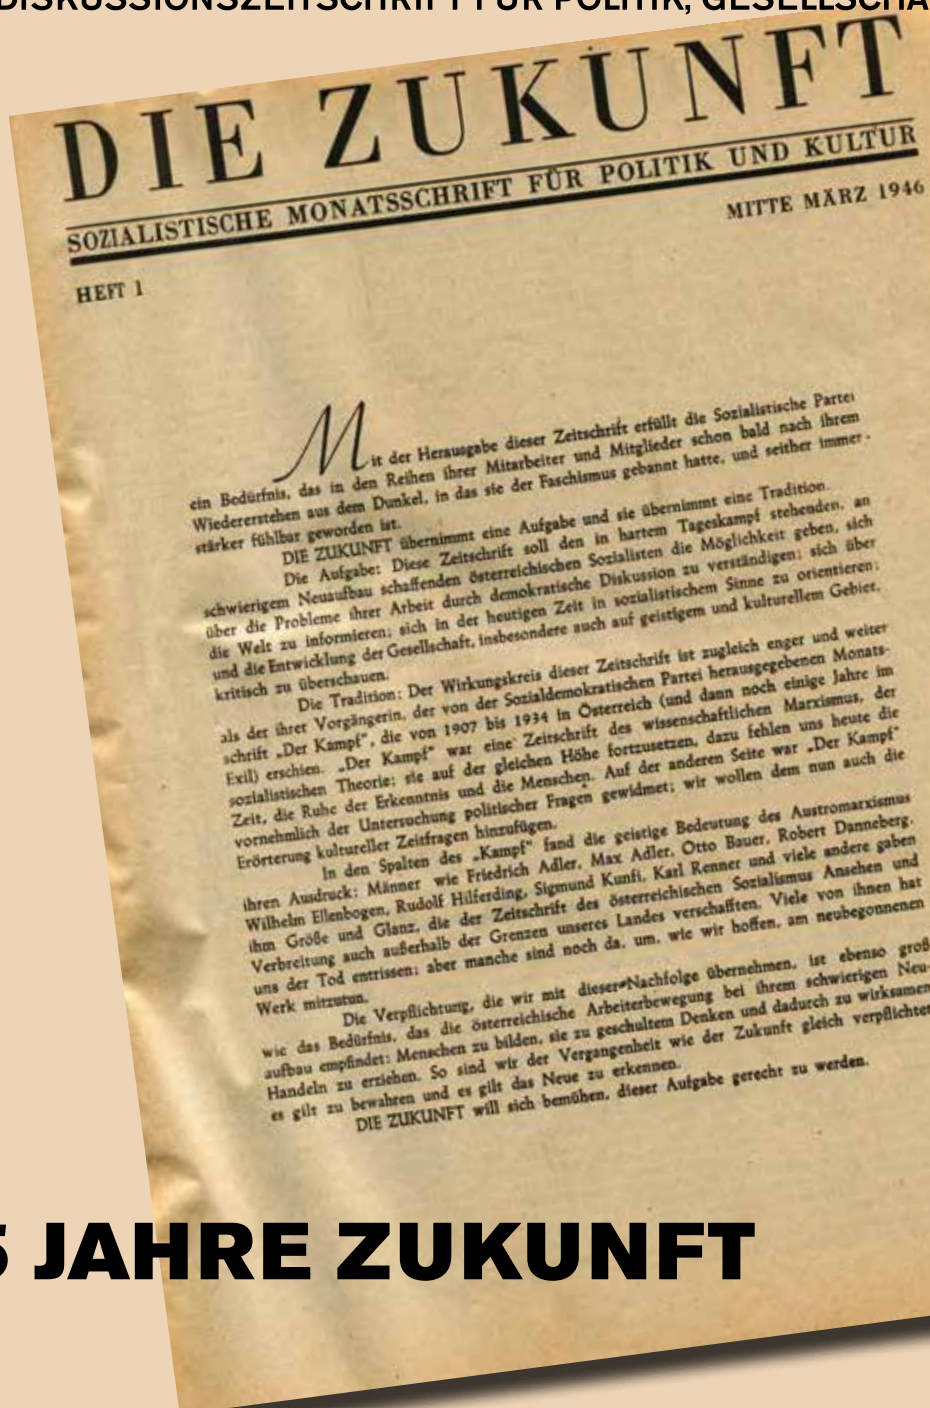 DISKUSSIONSZEITSCHRIFT FÜR POLITIK, GESELLSCHA
DIE ZUKUNFT
SOZIALISTISCHE MONATSSCHRIFT FÜR POLITIK UND KULTUR
MITTE MÄRZ 1946
HEFT 1
Mit der Herausgabe dieser Zeitschrift erfüllt die Sozialistische Partei
ein Bedürfnis, das in den Reihen ihrer Mitarbeiter und Mitglieder schon bald nach ihrem
Wiedererstehen aus dem Dunkel, in das sie der Faschismus gebannt hatte, und seither immer
stärker fühlbar geworden ist.
DIE ZUKUNFT übernimmt eine Aufgabe und sie übernimmt eine Tradition.
Die Aufgabe: Diese Zeitschrift soll den in hartem Tageskampf stehenden, an
schwierigem Neuaufbau schaffenden österreichischen Sozialisten die Möglichkeit geben, sich
über die Probleme ihrer Arbeit durch demokratische Diskussion zu verständigen; sich über
die Welt zu informieren; sich in der heutigen Zeit in sozialistischem Sinne zu orientieren;
und die Entwicklung der Gesellschaft, insbesondere auch auf geistigem und kulturellem Gebiet,
kritisch zu überschauen.
Die Tradition: Der Wirkungskreis dieser Zeitschrift ist zugleich enger und weiter
als der ihrer Vorgängerin, der von der Sozialdemokratischen Partei herausgegebenen Monats-
schrift „Der Kampf", die von 1907 bis 1934 in Österreich (und dann noch einige Jahre im
Exil) erschien. „Der Kampf" war eine Zeitschrift des wissenschaftlichen Marxismus, der
sozialistischen Theorie; sie auf der gleichen Höhe fortzusetzen, dazu fehlen uns heute die
Zeit, die Ruhe der Erkenntnis und die Menschen. Auf der anderen Seite war „Der Kampf"
vornehmlich der Untersuchung politischer Fragen gewidmet; wir wollen dem nun auch die
Erörterung kultureller Zeitfragen hinzufügen.
In den Spalten des „Kampf" fand die geistige Bedeutung des Austromarxismus
ihren Ausdruck: Männer wie Friedrich Adler, Max Adler, Otto Bauer, Robert Danneberg,
Wilhelm Ellenbogen, Rudolf Hilferding, Sigmund Kunfi, Karl Renner und viele andere gaben
ihm Größe und Glanz, die der Zeitschrift des österreichischen Sozialismus Ansehen und
Verbreitung auch außerhalb der Grenzen unseres Landes verschafften. Viele von ihnen hat
uns der Tod entrissen; aber manche sind noch da, um, wie wir hoffen, am neubegonnenen
Werk mitzutun.
Die Verpflichtung, die wir mit dieser Nachfolge übernehmen, ist ebenso groß
wie das Bedürfnis, das die österreichische Arbeiterbewegung bei ihrem schwierigen Neu-
aufbau empfindet: Menschen zu bilden, sie zu geschultem Denken und dadurch zu wirksamen
Handeln zu erziehen. So sind wir der Vergangenheit wie der Zukunft gleich verpflichtet
es gilt zu bewahren und es gilt das Neue zu erkennen.
DIE ZUKUNFT will sich bemühen, dieser Aufgabe gerecht zu werden.
5 JAHRE ZUKUNFT